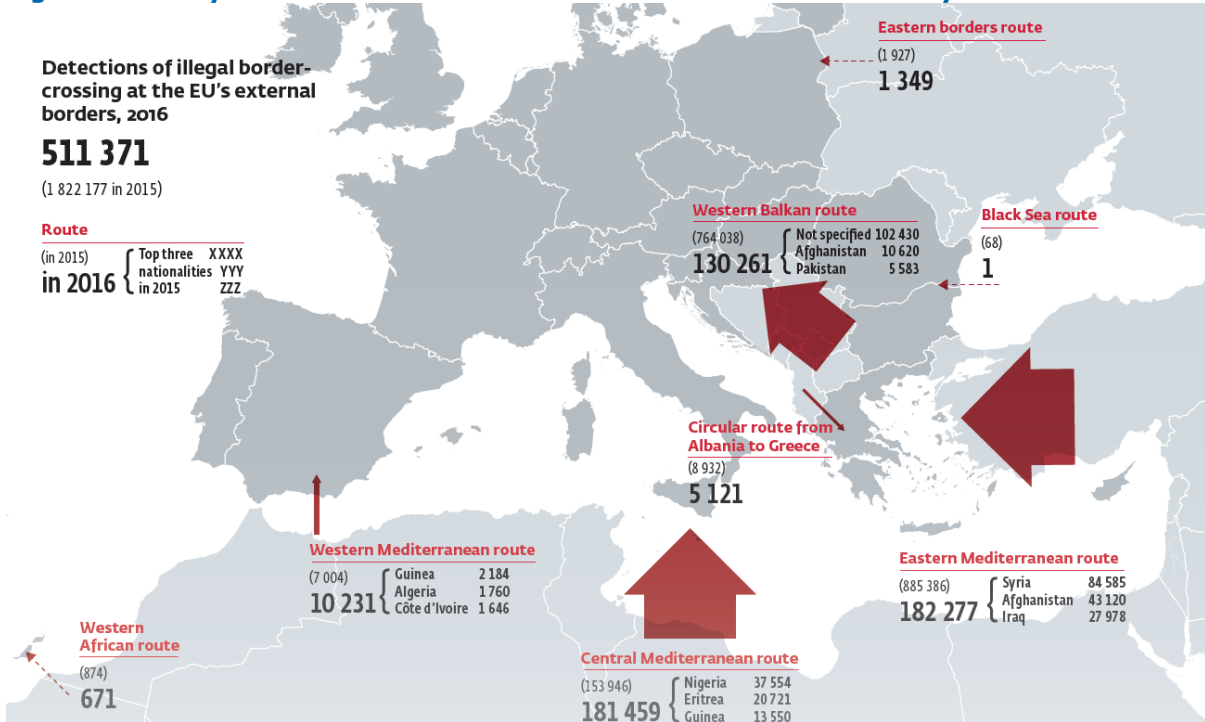 Detections of illegal border-
crossing at the EU's external
borders, 2016
511 371
(1 822 177 in 2015)
Route
(in 2015)
in 2016 { Top three XXXX
nationalities YYY
in 2015 ZZZ
Eastern borders route
(1 927)
1 349
Western Balkan route
(764 038)
130 261 { Not specified 102 430
Afghanistan 10 620
Pakistan 5 583
Black Sea route
(68)
1
Circular route from
Albania to Greece
(8 932)
5 121
Western Mediterranean route
(7 004)
10 231 { Guinea 2 184
Algeria 1 760
Côte d'Ivoire 1 646
Eastern Mediterranean route
(885 386)
182 277 { Syria 84 585
Afghanistan 43 120
Iraq 27 978
Western
African route
(874)
671
Central Mediterranean route
(153 946)
181 459 { Nigeria 37 554
Eritrea 20 721
Guinea 13 550